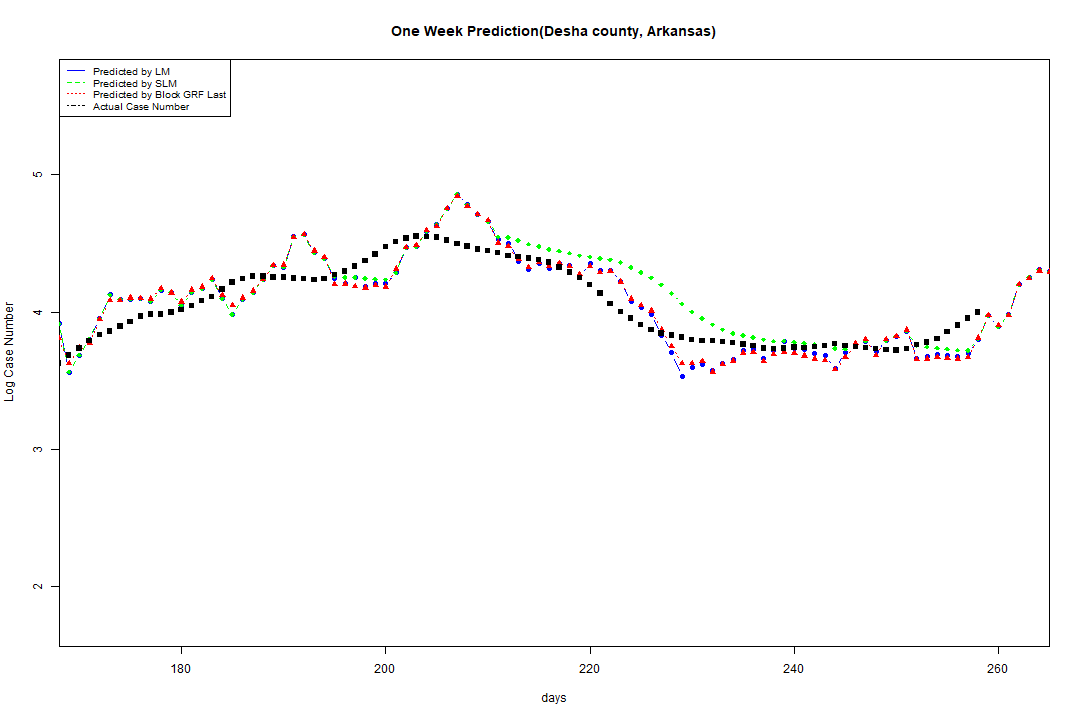 One Week Prediction(Desha county, Arkansas)
Predicted by LM
Predicted by SLM
Predicted by Block GRF Last
Actual Case Number
5
4
3
2
Log Case Number
180 200 220 240 260
days